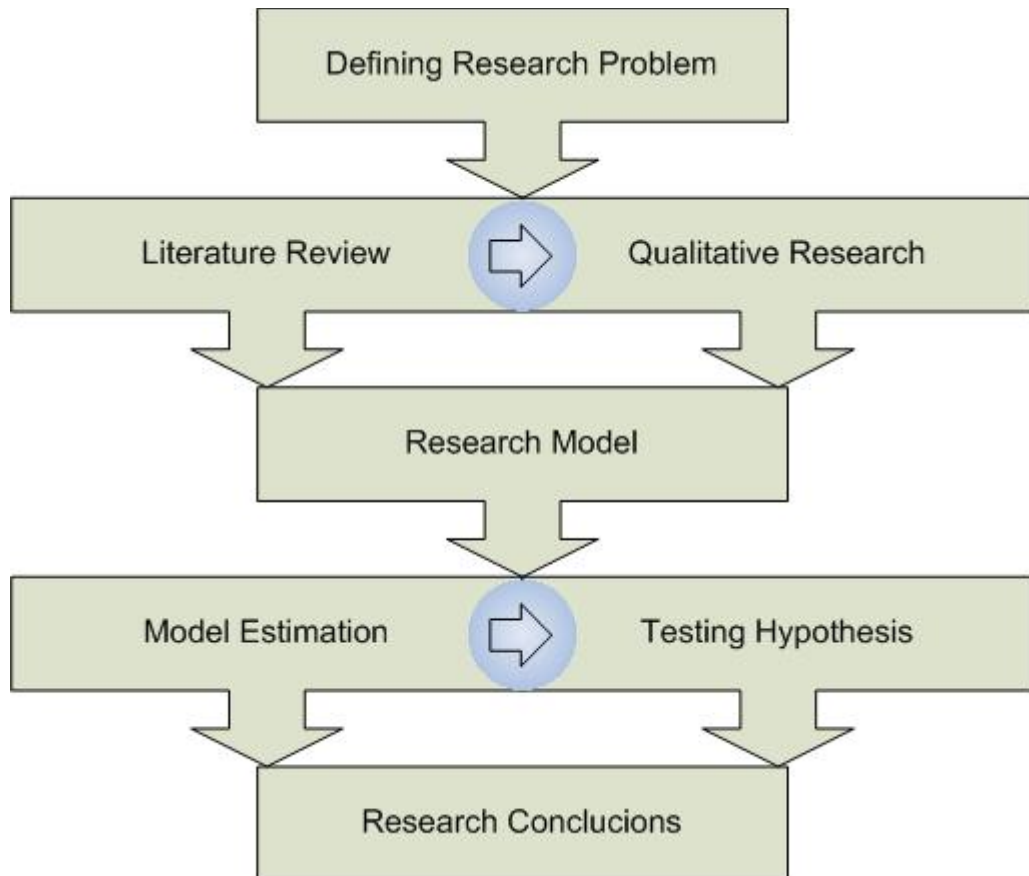 Defining Research Problem
Literature Review
Qualitative Research
Research Model
Model Estimation
Testing Hypothesis
Research Conclucions